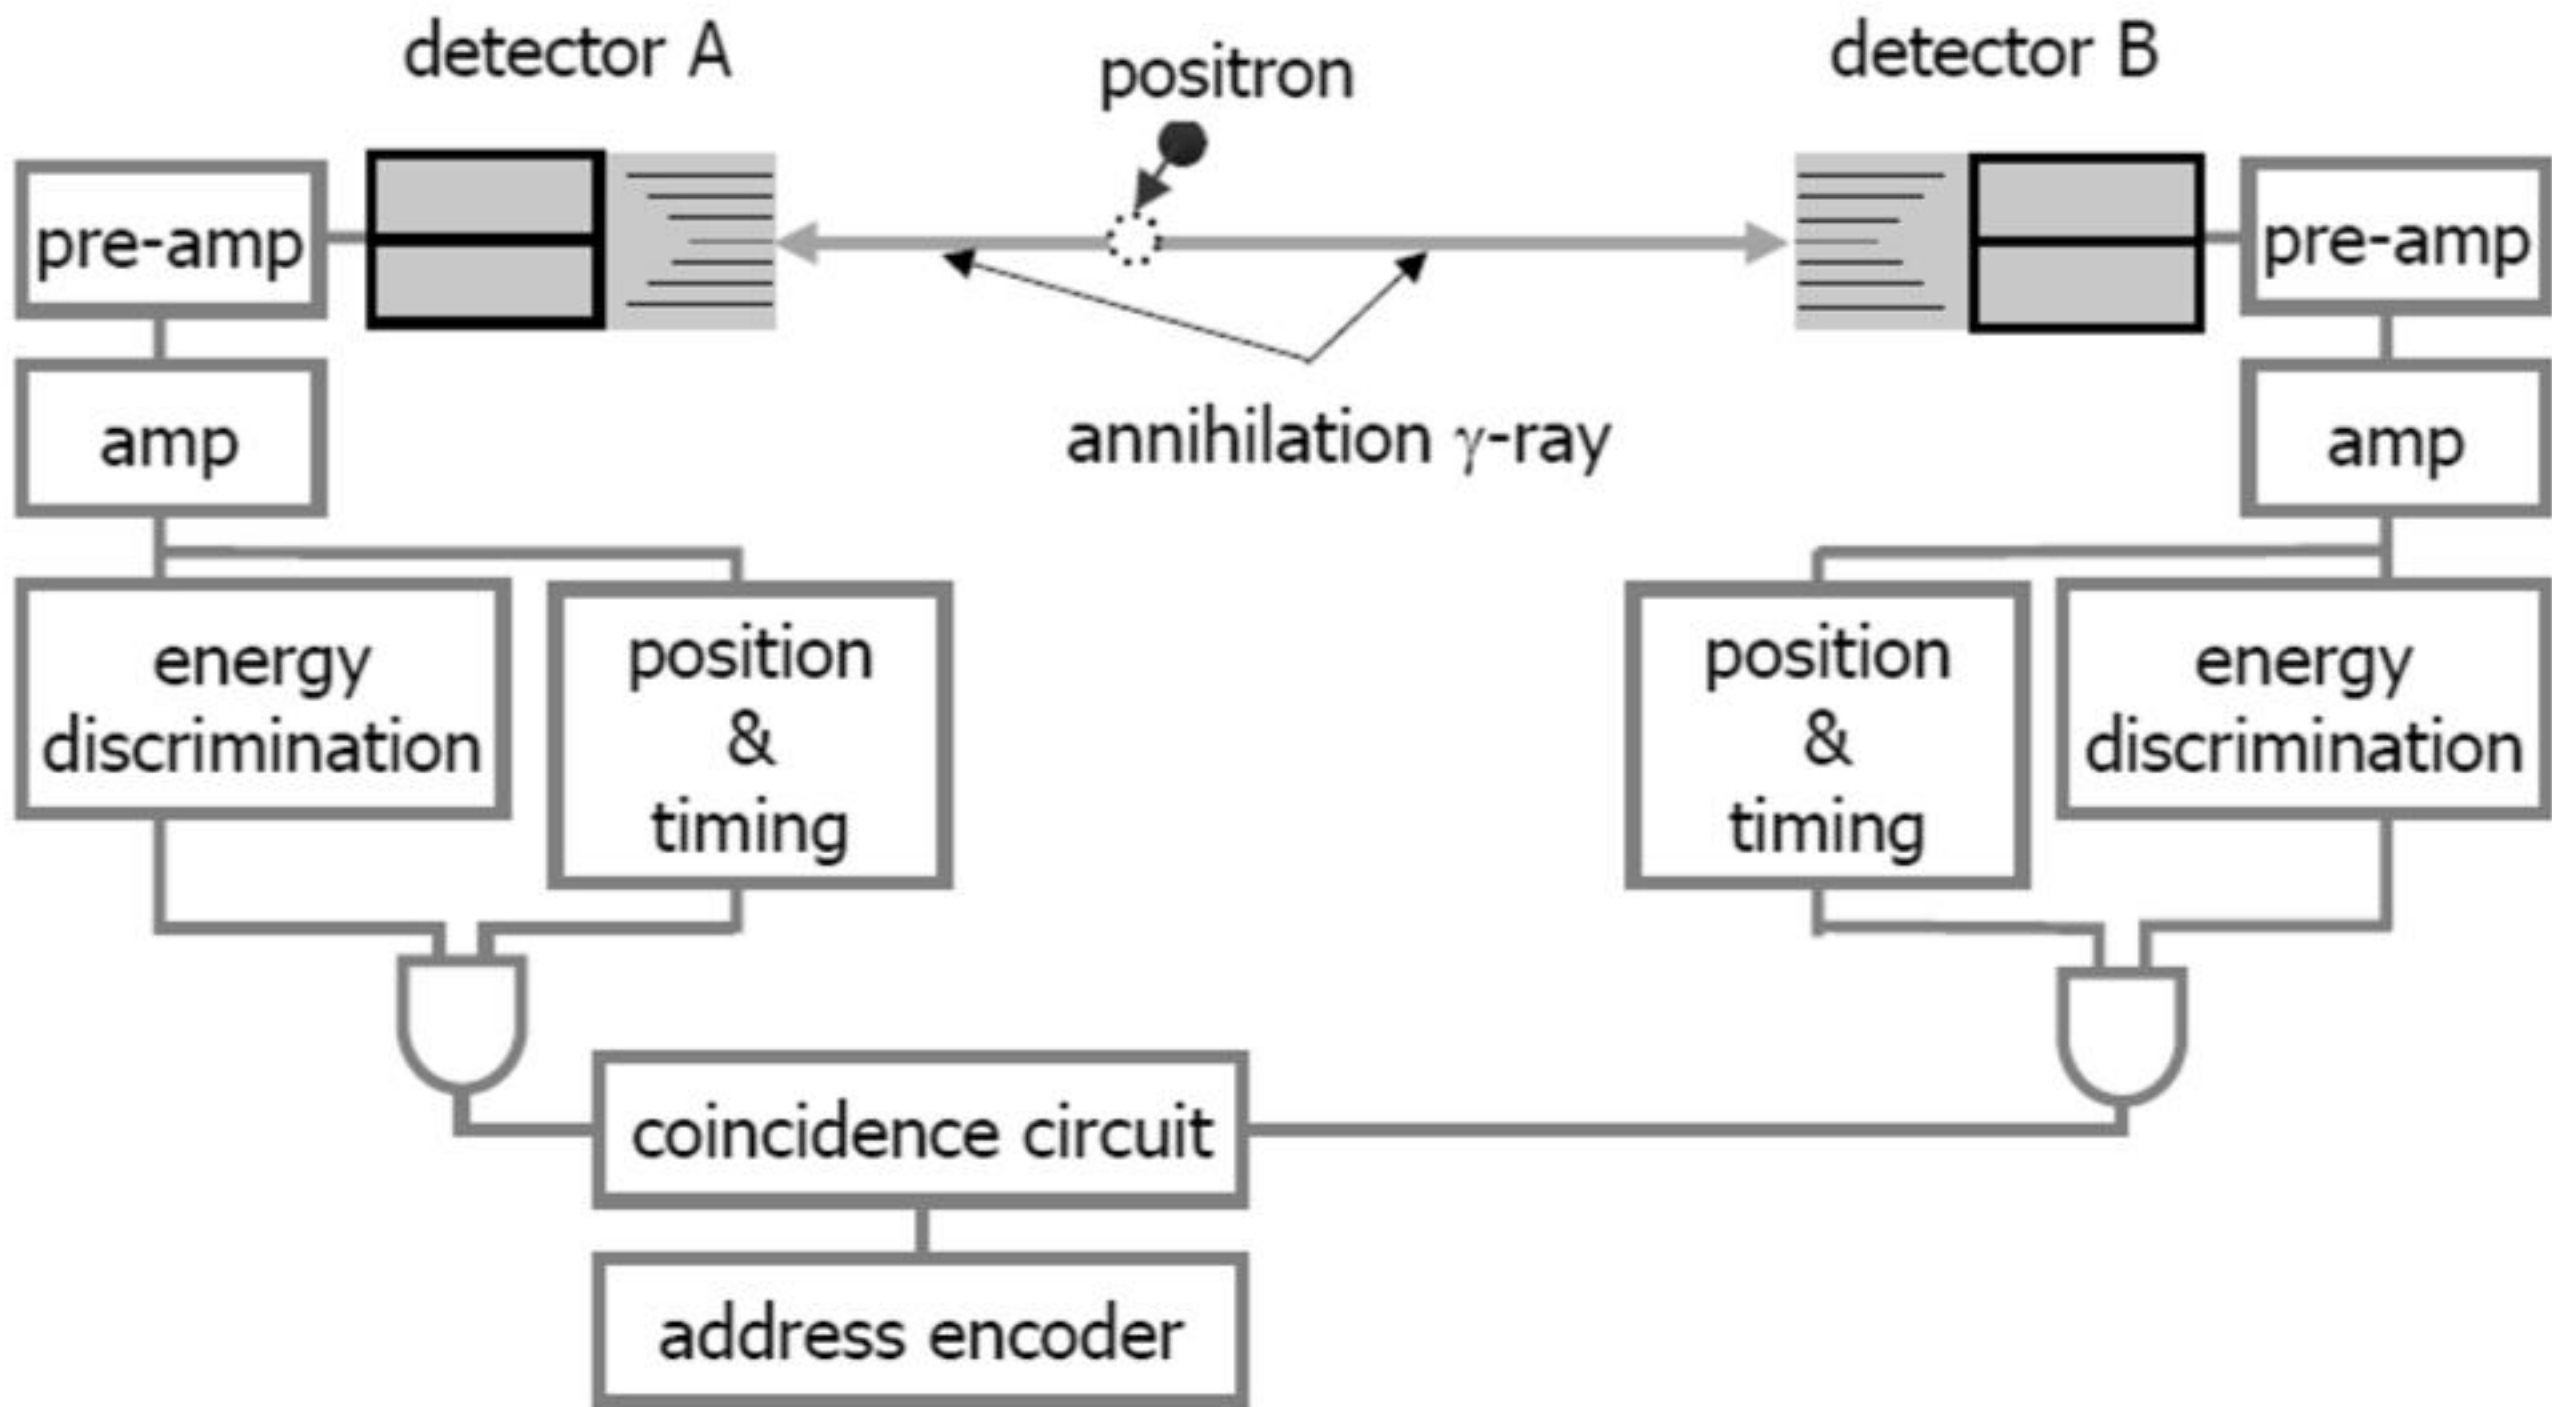 detector A
positron
detector B
pre-amp
pre-amp
amp
annihilation γ-ray
amp
energy
discrimination
position
&
timing
position
&
timing
energy
discrimination
coincidence circuit
address encoder